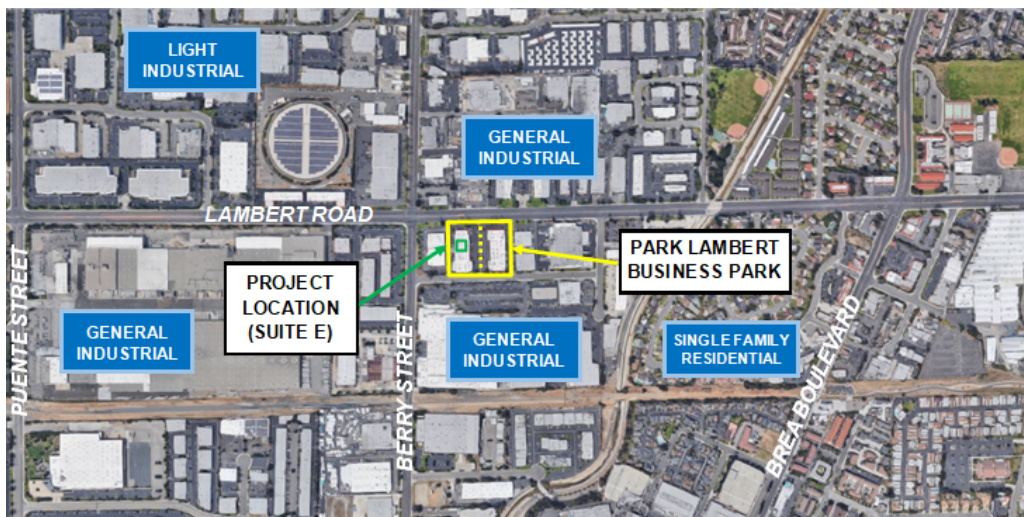 LIGHT
INDUSTRIAL
GENERAL
INDUSTRIAL
LAMBERT ROAD
PROJECT
LOCATION
(SUITE E)
PARK LAMBERT
BUSINESS PARK
PUENTE STREET
GENERAL
INDUSTRIAL
BERRY STREET
GENERAL
INDUSTRIAL
SINGLE FAMILY
RESIDENTIAL
BREA BOULEVARD